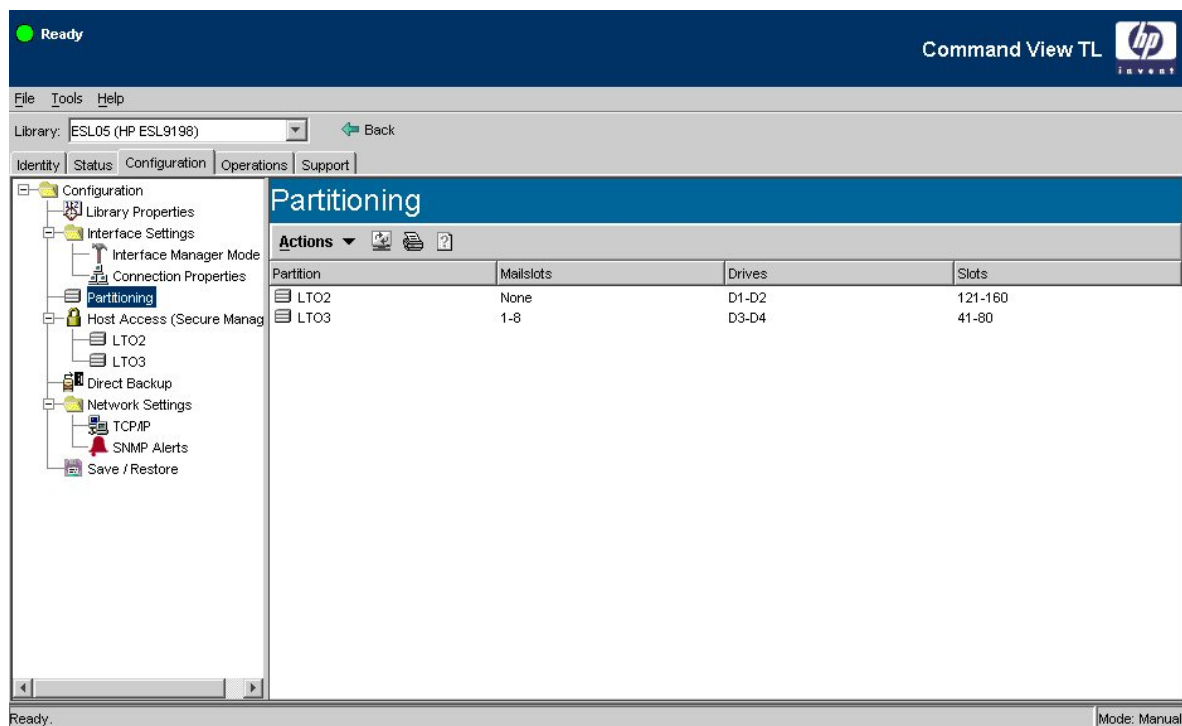 Ready
Command View TL
hp
invent
File Tools Help
Library: ESL05 (HP ESL9198) Back
Identity Status Configuration Operations Support
Configuration
Library Properties
Interface Settings
Interface Manager Mode
Connection Properties
Partitioning
Host Access (Secure Manag
LTO2
LTO3
Direct Backup
Network Settings
TCP/IP
SNMP Alerts
Save / Restore
Partitioning
Actions
Partition Mailslots Drives Slots
LTO2 None D1-D2 121-160
LTO3 1-8 D3-D4 41-80
Ready. Mode: Manual